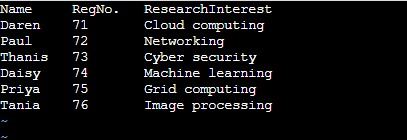 Name RegNo. ResearchInterest
Daren 71 Cloud computing
Paul 72 Networking
Thanis 73 Cyber security
Daisy 74 Machine learning
Priya 75 Grid computing
Tania 76 Image processing
~
~